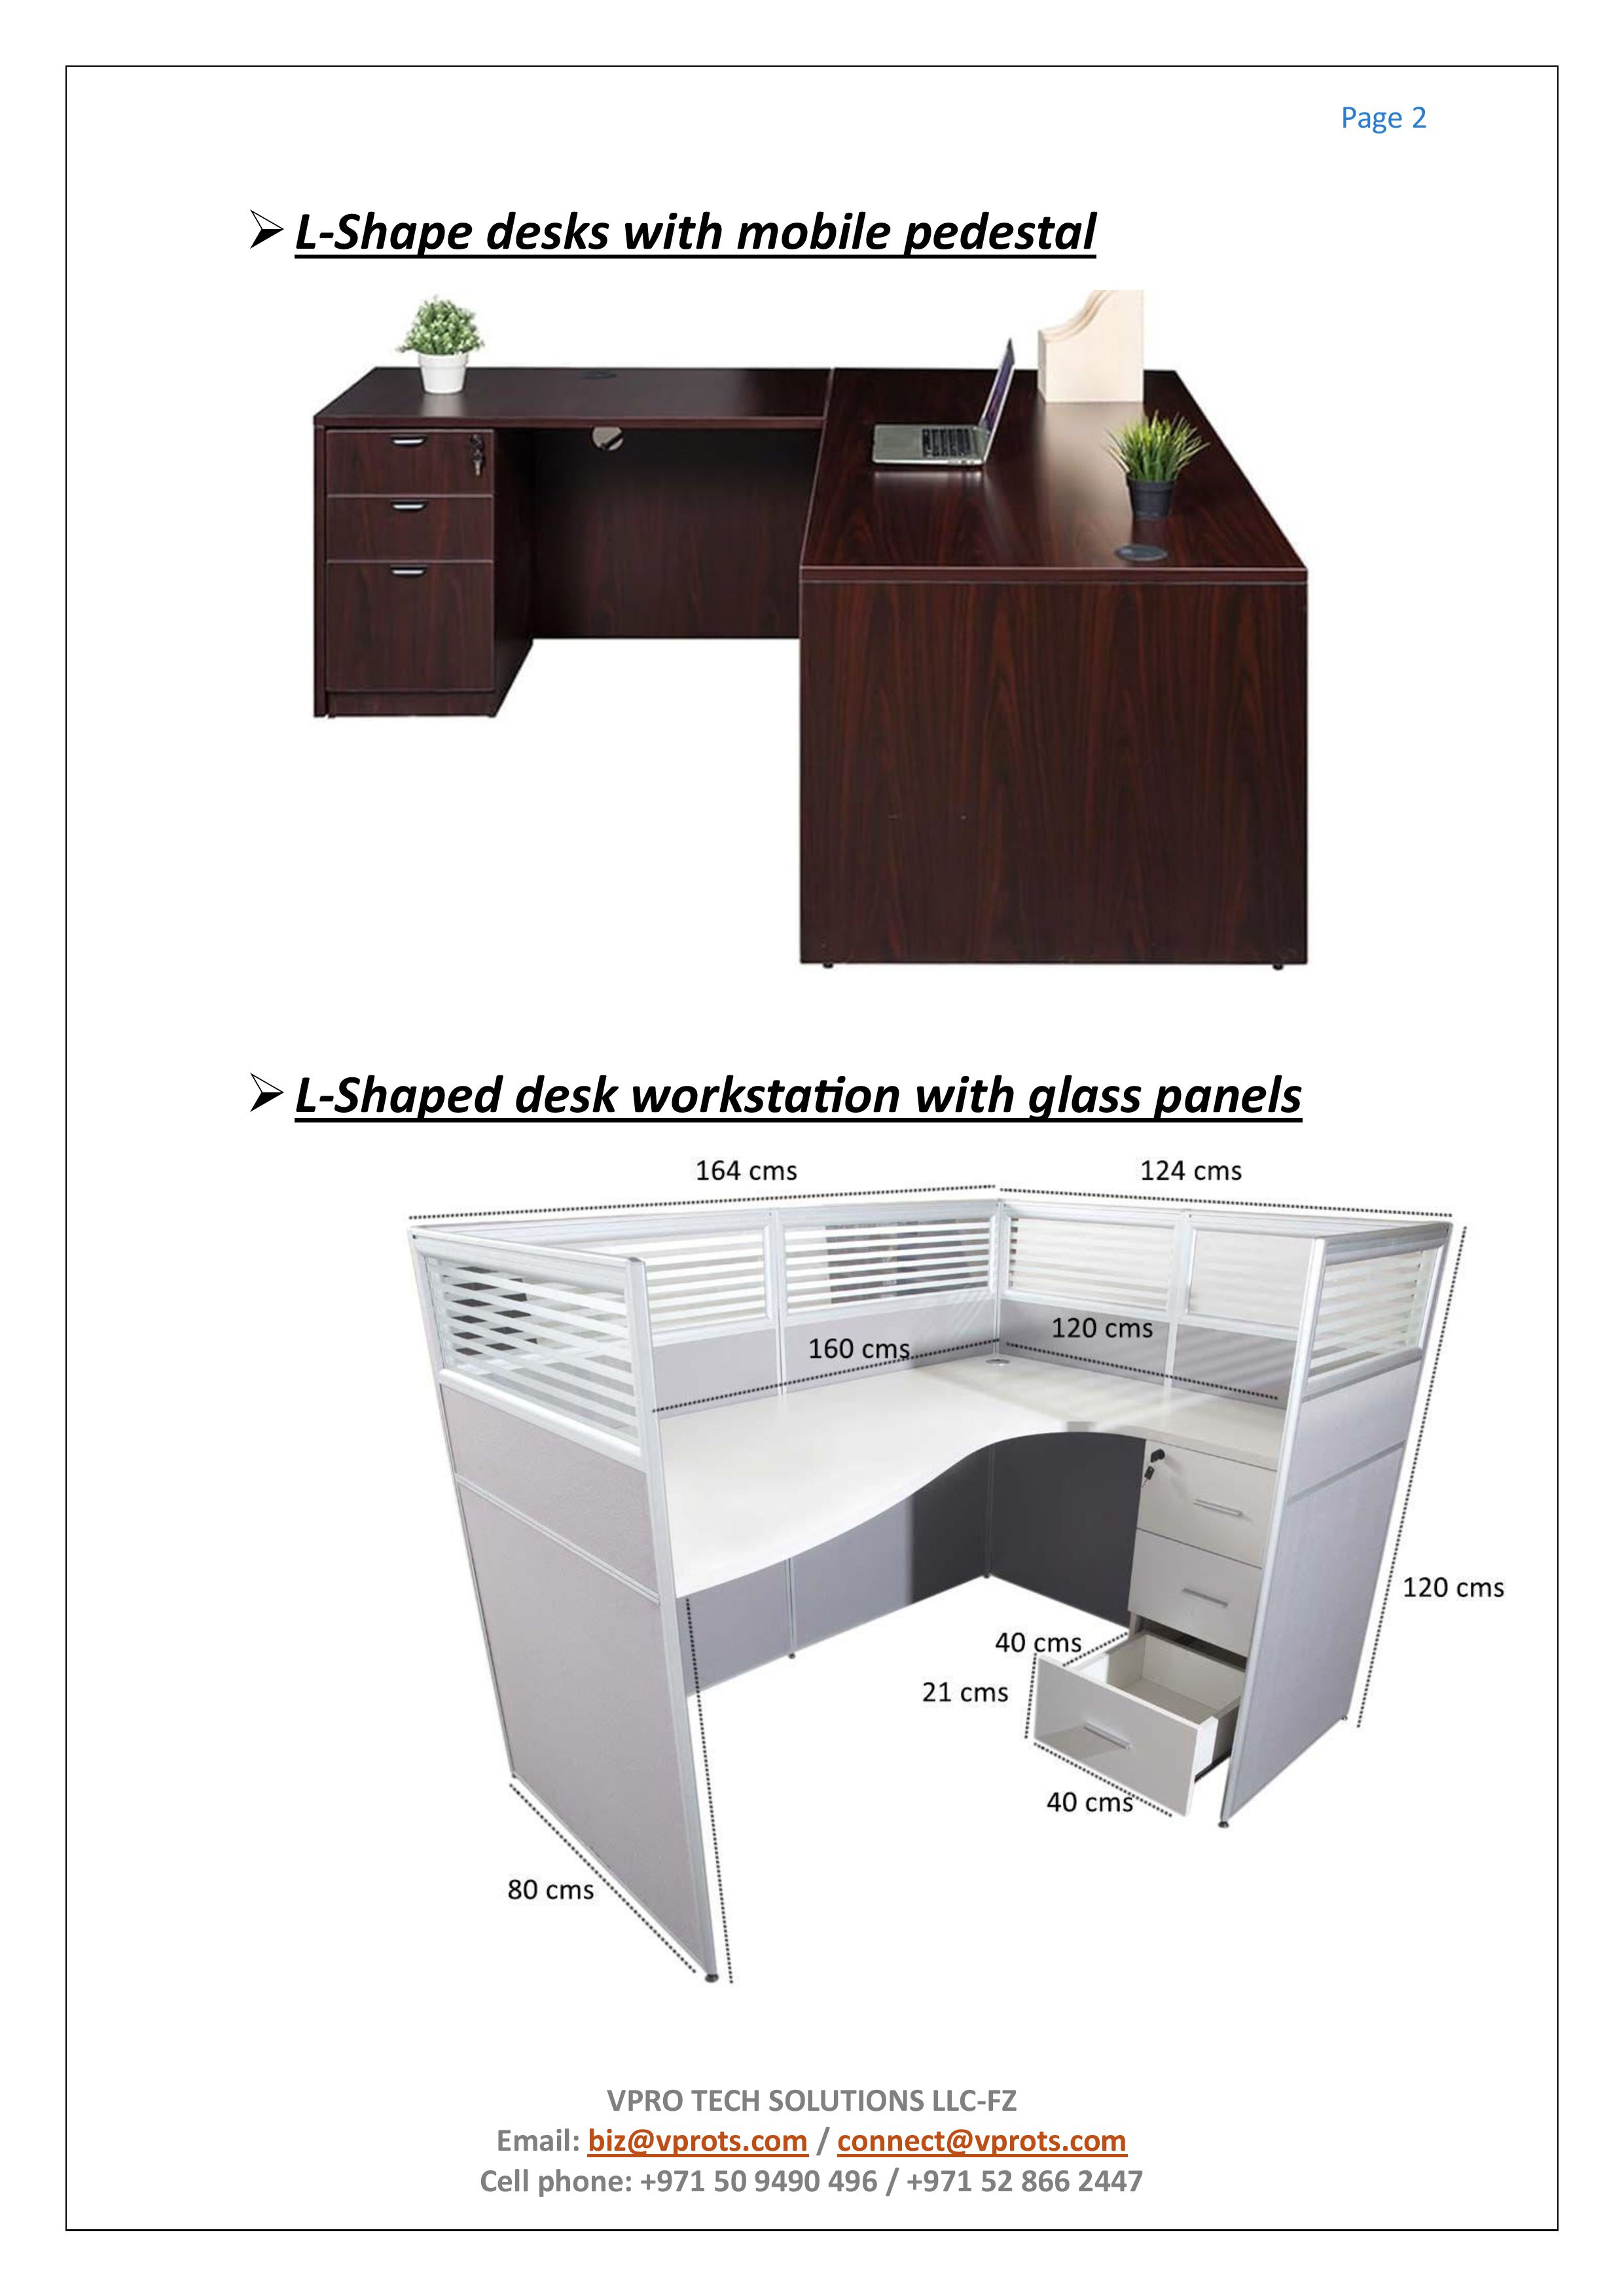 Page 2
➢ L-Shape desks with mobile pedestal
➢ L-Shaped desk workstation with glass panels
164 cms
124 cms
160 cms
120 cms
120 cms
40 cms
21 cms
40 cms
80 cms
VPRO TECH SOLUTIONS LLC-FZ
Email: biz@vprots.com / connect@vprots.com
Cell phone: +971 50 9490 496 / +971 52 866 2447